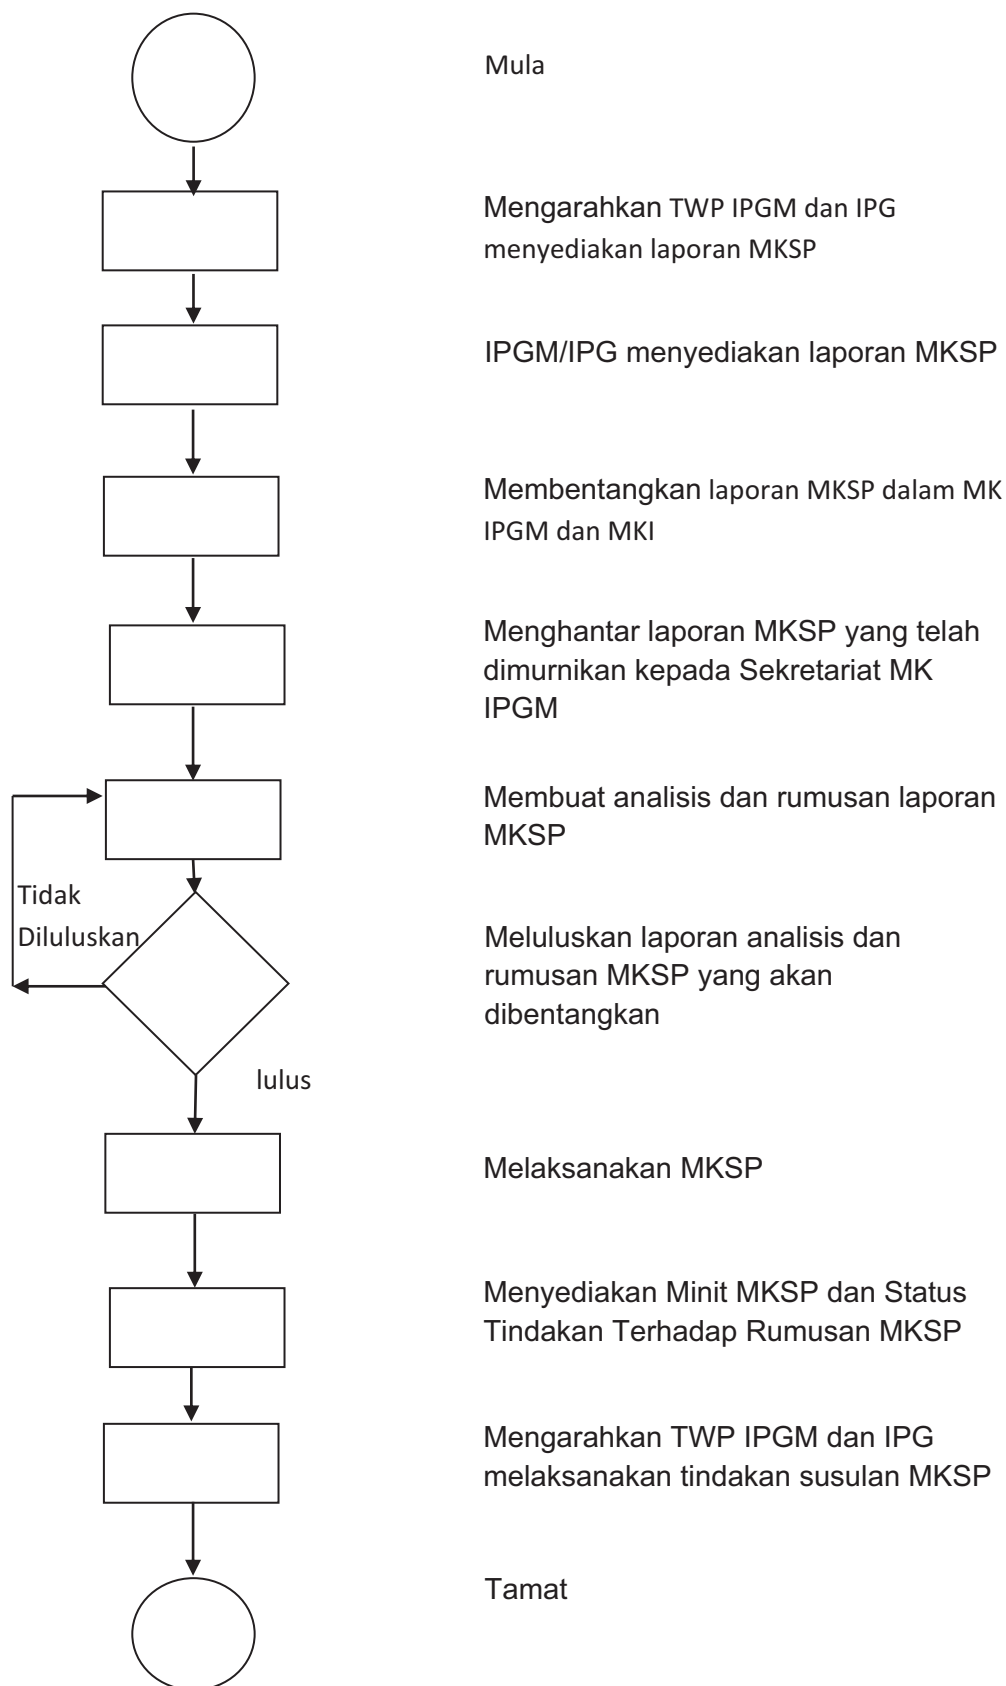 Mula
Mengarahkan TWP IPGM dan IPG
menyediakan laporan MKSP
IPGM/IPG menyediakan laporan MKSP
Membentangkan laporan MKSP dalam MK
IPGM dan MKI
Menghantar laporan MKSP yang telah
dimurnikan kepada Sekretariat MK
IPGM
Membuat analisis dan rumusan laporan
MKSP
Tidak
Diluluskan
Meluluskan laporan analisis dan
rumusan MKSP yang akan
dibentangkan
lulus
Melaksanakan MKSP
Menyediakan Minit MKSP dan Status
Tindakan Terhadap Rumusan MKSP
Mengarahkan TWP IPGM dan IPG
melaksanakan tindakan susulan MKSP
Tamat